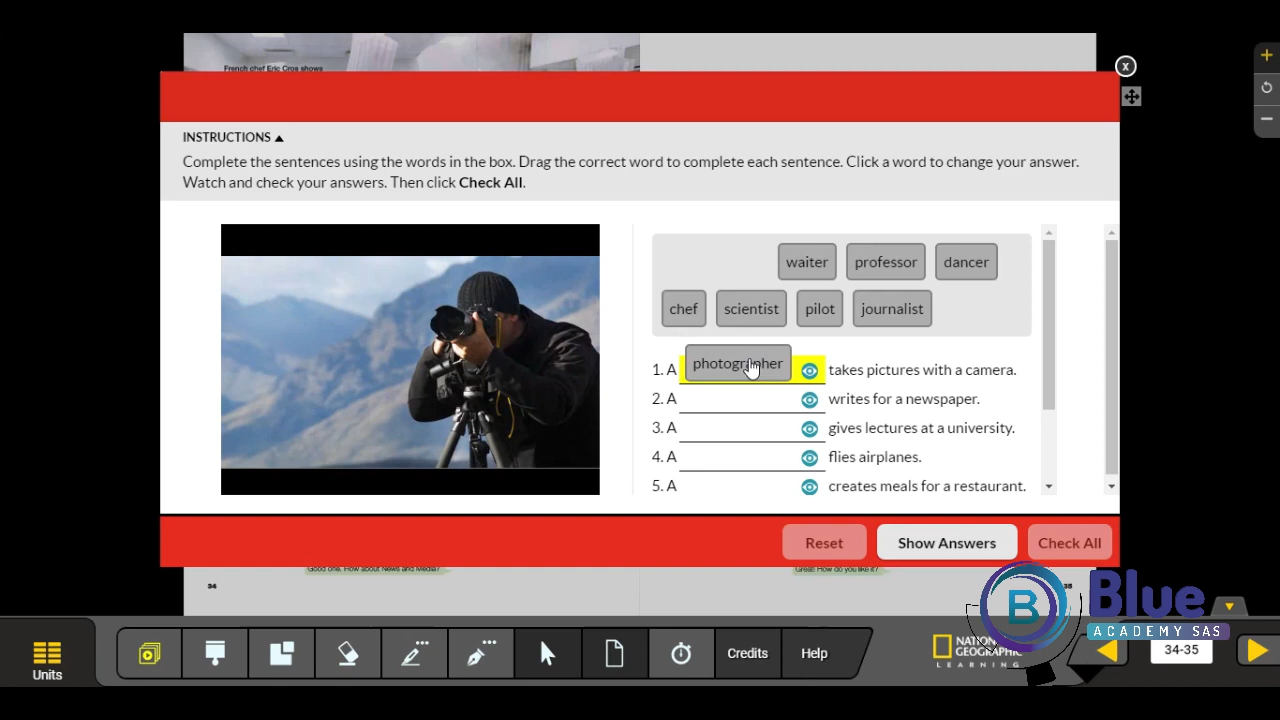 French chef Eric Cros shows
X
INSTRUCTIONS
Complete the sentences using the words in the box. Drag the correct word to complete each sentence. Click a word to change your answer.
Watch and check your answers. Then click Check All.
waiter professor dancer
chef scientist pilot journalist
photographer
1. A takes pictures with a camera.
2. A writes for a newspaper.
3. A gives lectures at a university.
4. A flies airplanes.
5. A creates meals for a restaurant.
Reset Show Answers Check All
Good one. How about News and Media?
Great! How do you like it?
34
B Blue
ACADEMY SAS
Units
Credits
Help
NATIONAL
GEOGRAPHIC
LEARNING
34-35